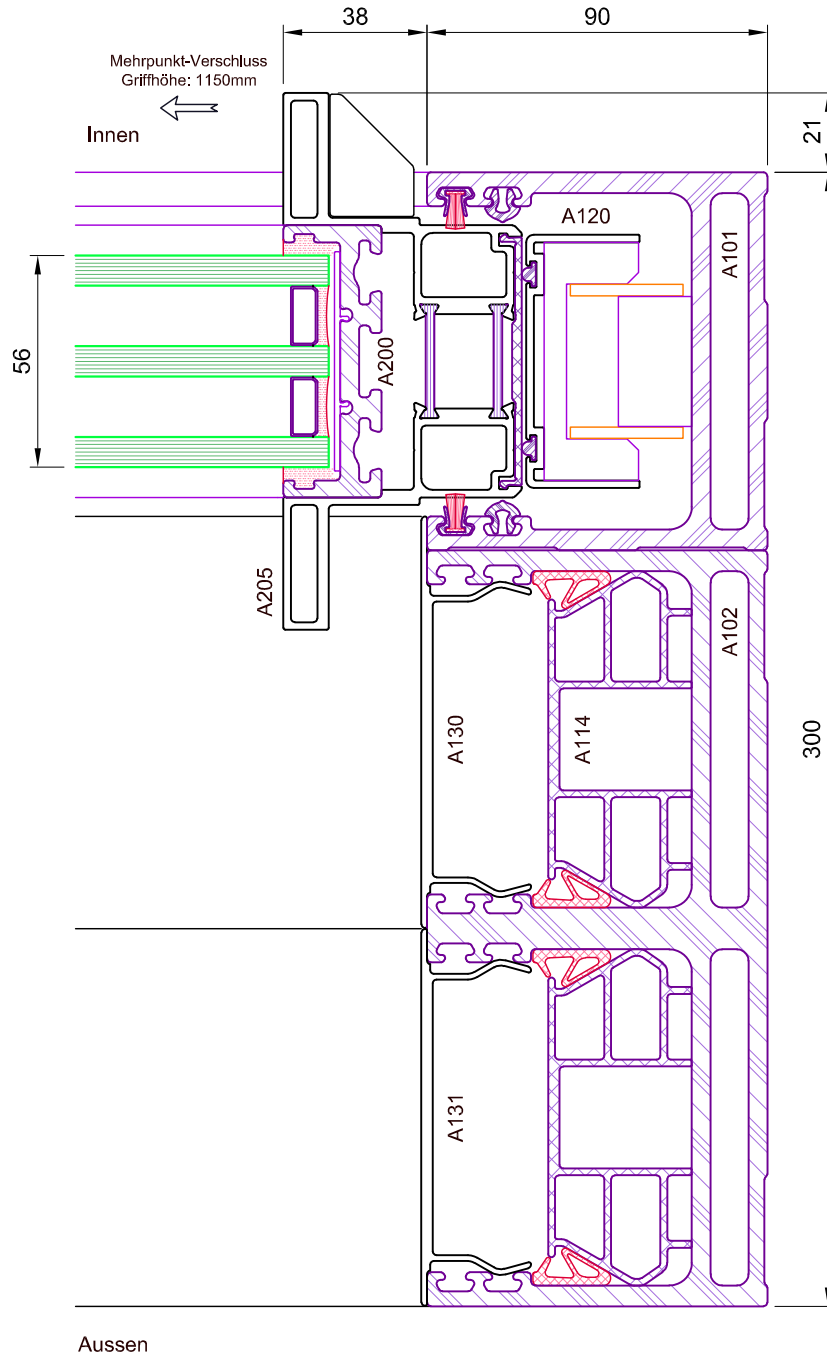 38
90
Mehrpunkt-Verschluss
Griffhöhe: 1150mm
21
Innen
A120
A101
56
A200
A205
A102
A130
A114
300
A131
Aussen